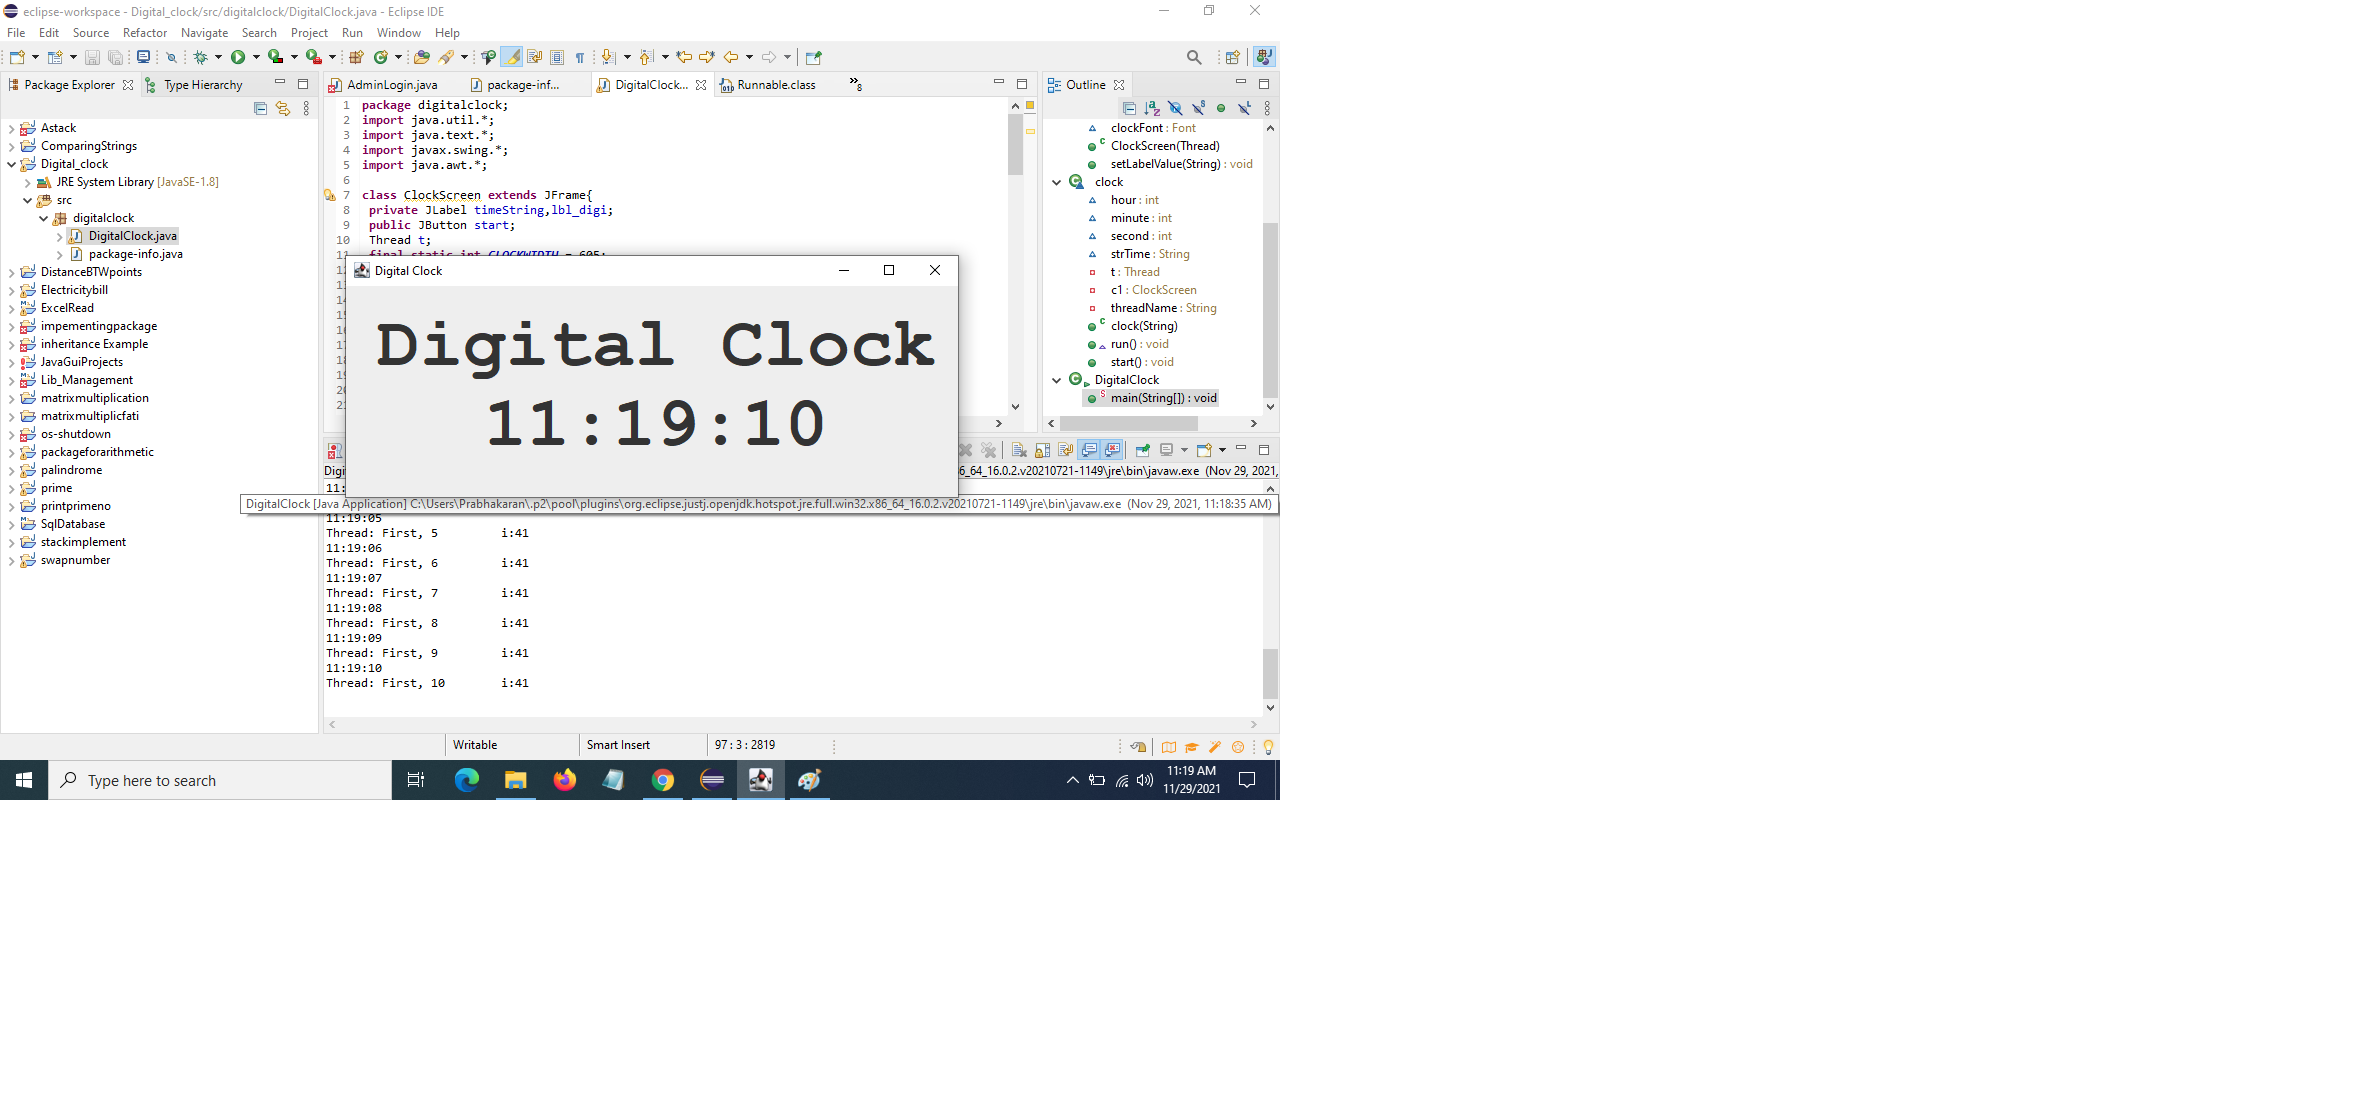 eclipse-workspace - Digital_clock/src/digitalclock/DigitalClock.java - Eclipse IDE
File Edit Source Refactor Navigate Search Project Run Window Help
Package Explorer
Type Hierarchy
Astack
ComparingStrings
Digital_clock
JRE System Library [JavaSE-1.8]
src
digitalclock
DigitalClock.java
package-info.java
DistanceBTWpoints
Electricitybill
ExcelRead
impementingpackage
inheritance Example
JavaGuiProjects
Lib_Management
matrixmultiplication
matrixmultiplicfati
os-shutdown
packageforarithmetic
palindrome
prime
printprimeno
SqlDatabase
stackimplement
swapnumber
AdminLogin.java package-inf... DigitalClock... Runnable.class »8
1 package digitalclock;
2 import java.util.*;
3 import java.text.*;
4 import javax.swing.*;
5 import java.awt.*;
6
7 class ClockScreen extends JFrame{
8 private JLabel timeString,lbl_digi;
9 public JButton start;
10 Thread t;
11 final static int CLOCKWIDTH = 605;
Digital Clock
Digital Clock
11:19:10
Outline
clockFont : Font
ClockScreen(Thread)
setLabelValue(String) : void
clock
hour : int
minute : int
second : int
strTime : String
t : Thread
c1 : ClockScreen
threadName : String
clock(String)
run() : void
start() : void
DigitalClock
main(String[]) : void
Digi
6_64_16.0.2.v20210721-1149\jre\bin\javaw.exe (Nov 29, 2021,
11:
DigitalClock [Java Application] C:\Users\Prabhakaran\.p2\pool\plugins\org.eclipse.justj.openjdk.hotspot.jre.full.win32.x86_64_16.0.2.v20210721-1149\jre\bin\javaw.exe (Nov 29, 2021, 11:18:35 AM)
11:19:05
Thread: First, 5 i:41
11:19:06
Thread: First, 6 i:41
11:19:07
Thread: First, 7 i:41
11:19:08
Thread: First, 8 i:41
11:19:09
Thread: First, 9 i:41
11:19:10
Thread: First, 10 i:41
Writable Smart Insert 97 : 3 : 2819
Type here to search
11:19 AM
11/29/2021